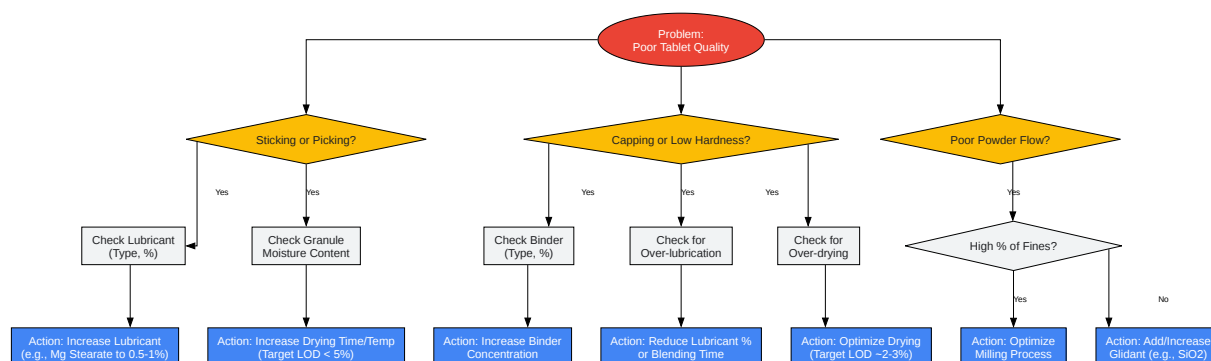 Problem:
Poor Tablet Quality
Sticking or Picking?
Capping or Low Hardness?
Poor Powder Flow?
Yes
Yes
Yes
Yes
Yes
Yes
Check Lubricant
(Type, %)
Check Granule
Moisture Content
Check Binder
(Type, %)
Check for
Over-lubrication
Check for
Over-drying
High % of Fines?
Yes
No
Action: Increase Lubricant
(e.g., Mg Stearate to 0.5-1%)
Action: Increase Drying Time/Temp
(Target LOD < 5%)
Action: Increase Binder
Concentration
Action: Reduce Lubricant %
or Blending Time
Action: Optimize Drying
(Target LOD ~2-3%)
Action: Optimize
Milling Process
Action: Add/Increase
Glidant (e.g., SiO2)